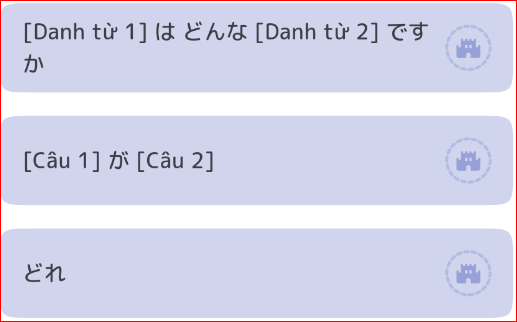 [Danh từ 1] は どんな [Danh từ 2] です
か
[Câu 1] が [Câu 2]
どれ